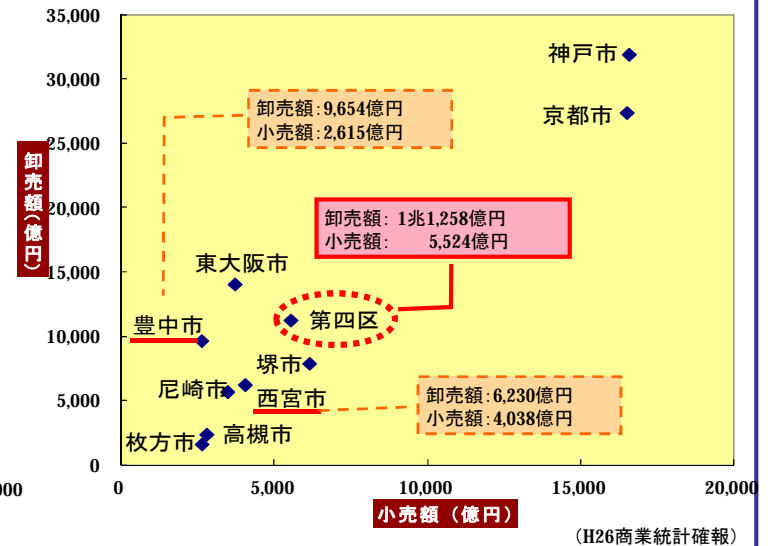 35,000
30,000
25,000
20,000
15,000
10,000
5,000
0
卸売額(億円)
神戸市
京都市
卸売額：9,654億円
小売額：2,615億円
卸売額： 1兆1,258億円
小売額： 5,524億円
東大阪市
第四区
豊中市
堺市
尼崎市
西宮市
卸売額：6,230億円
小売額：4,038億円
高槻市
枚方市
000
0
5,000
10,000
15,000
20,000
小売額（億円）
（H26商業統計確報）